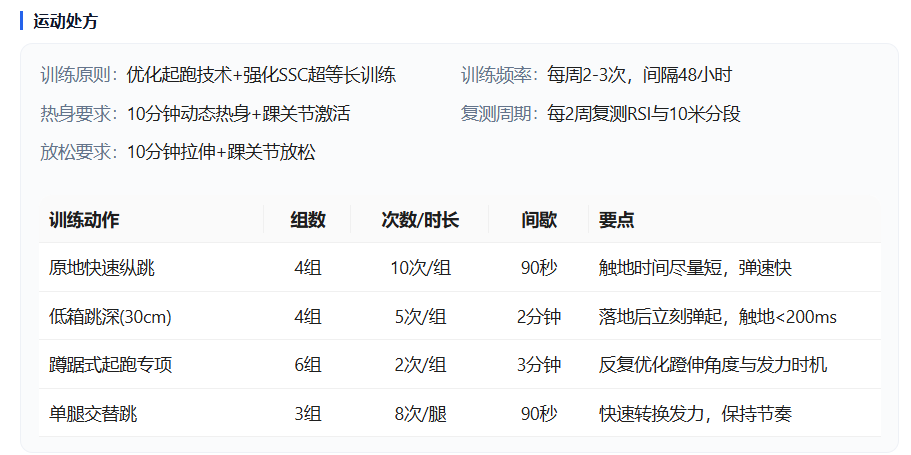 运动处方
训练原则：优化起跑技术+强化SSC超等长训练 训练频率：每周2-3次，间隔48小时
热身要求：10分钟动态热身+踝关节激活 复测周期：每2周复测RSI与10米分段
放松要求：10分钟拉伸+踝关节放松
训练动作 组数 次数/时长 间歇 要点
原地快速纵跳 4组 10次/组 90秒 触地时间尽量短，弹速快
低箱跳深(30cm) 4组 5次/组 2分钟 落地后立刻弹起，触地<200ms
蹲踞式起跑专项 6组 2次/组 3分钟 反复优化蹬伸角度与发力时机
单腿交替跳 3组 8次/腿 90秒 快速转换发力，保持节奏